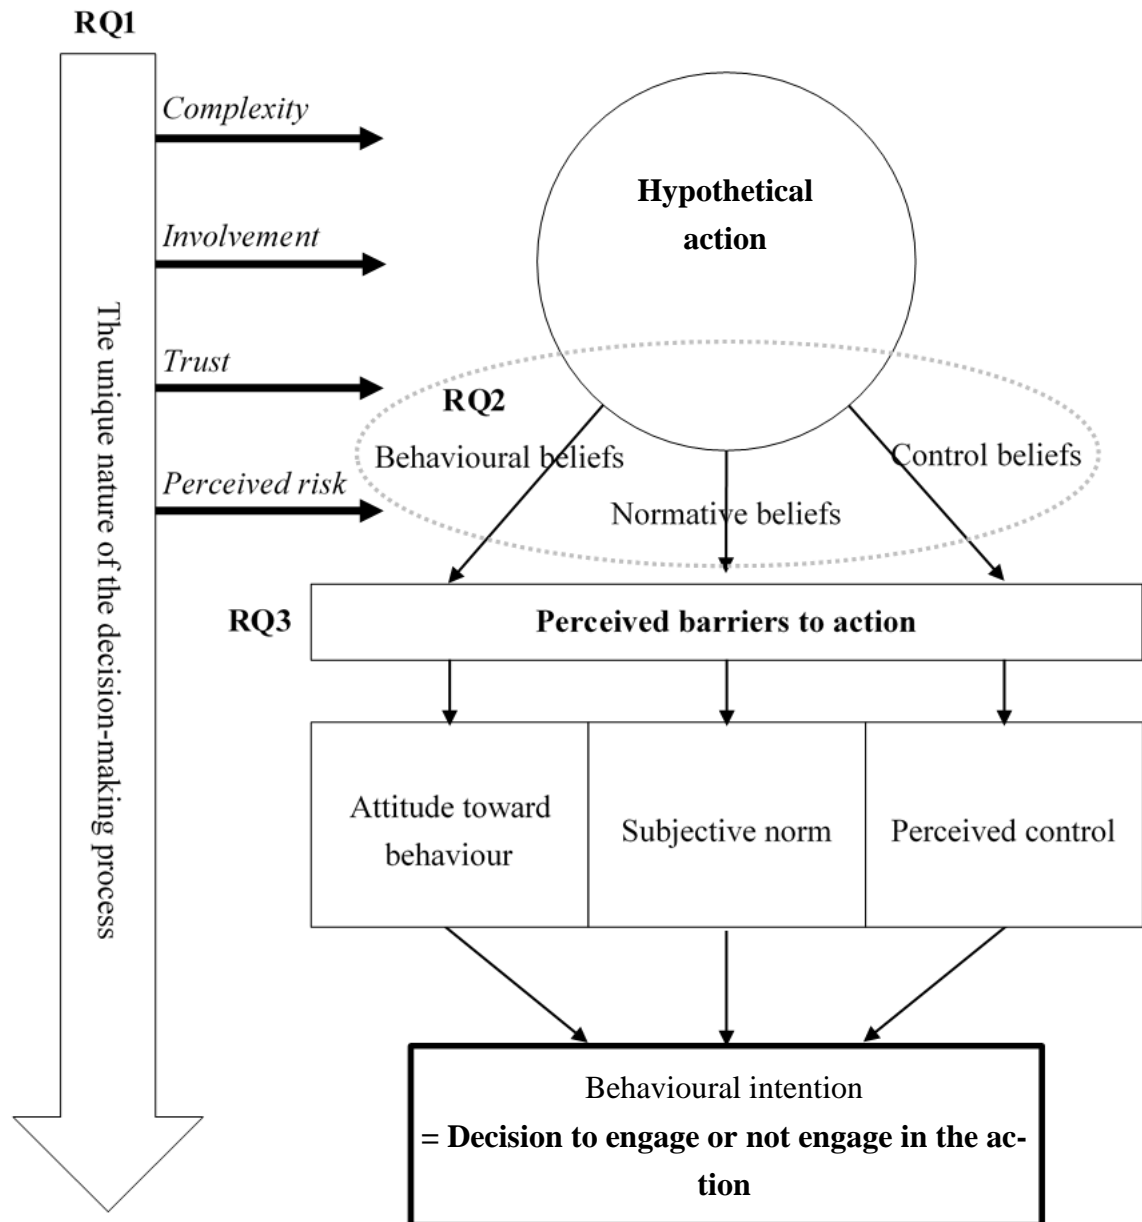 RQ1
Complexity
Involvement
Trust
Perceived risk
The unique nature of the decision-making process
Hypothetical
action
RQ2
Behavioural beliefs
Normative beliefs
Control beliefs
RQ3
Perceived barriers to action
Attitude toward
behaviour
Subjective norm
Perceived control
Behavioural intention
= Decision to engage or not engage in the ac-
tion